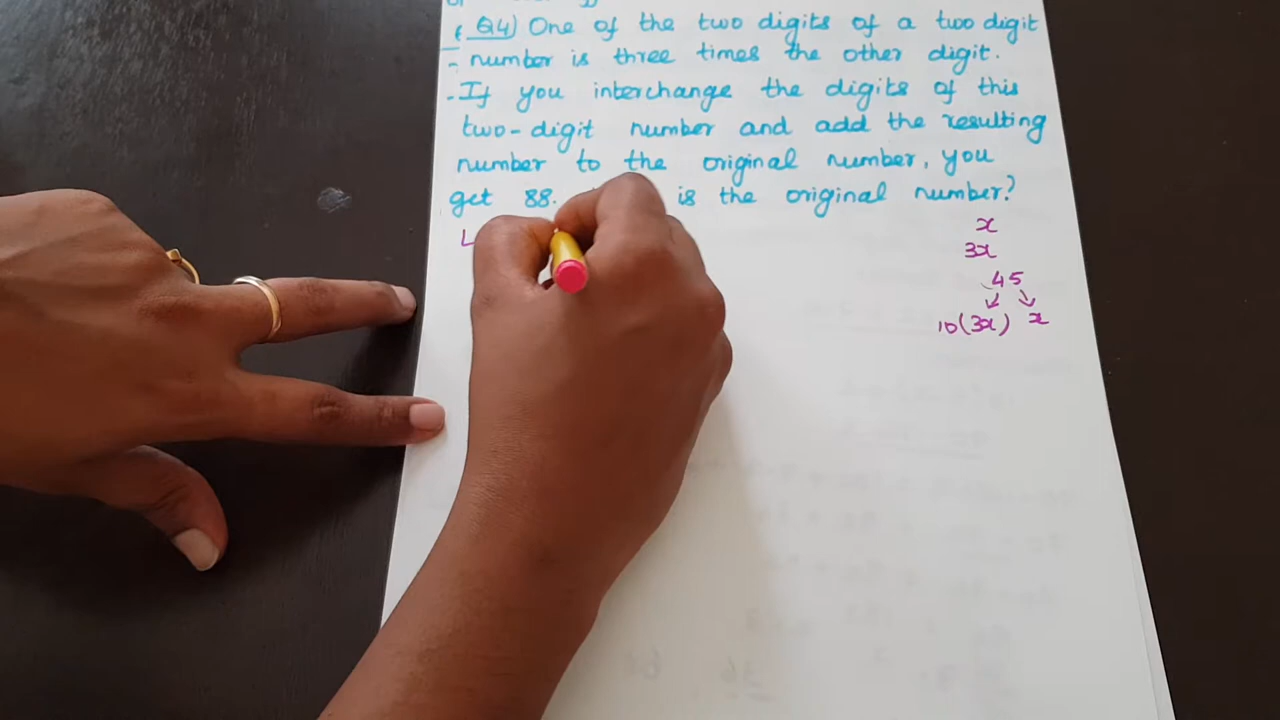 Q4) One of the two digits of a two digit
number is three times the other digit.
If you interchange the digits of this
two-digit number and add the resulting
number to the original number, you
get 88. is the original number?
x
3x
45
10(3x) x
L